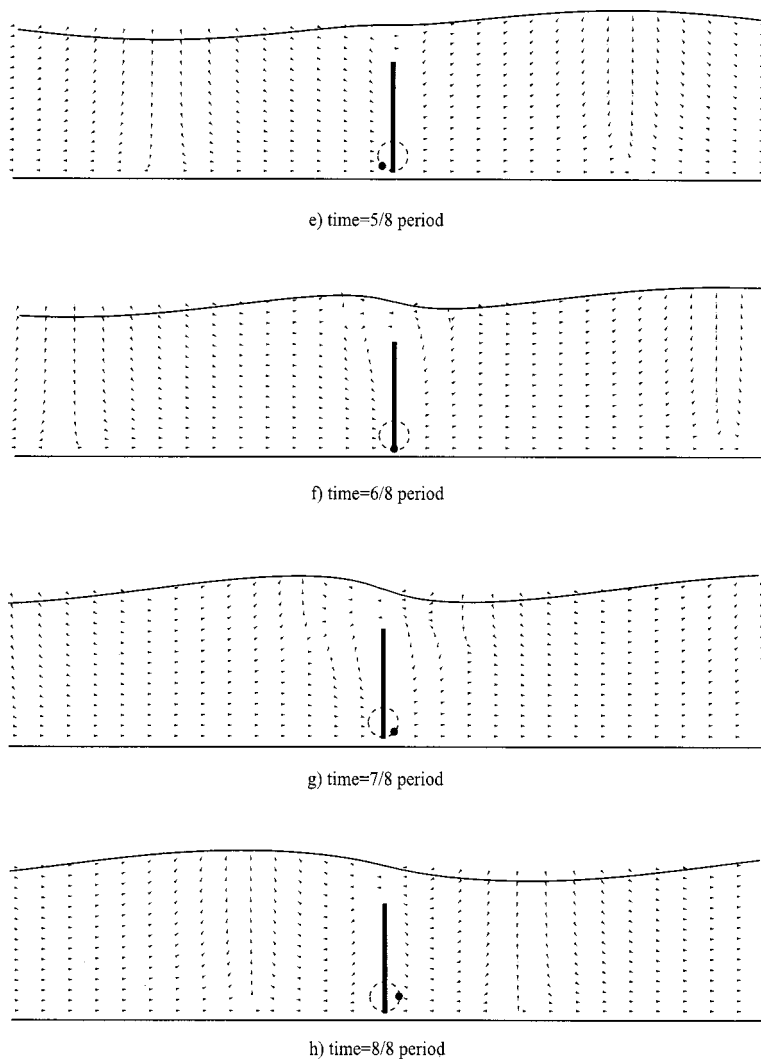 e) time=5/8 period
f) time=6/8 period
g) time=7/8 period
h) time=8/8 period